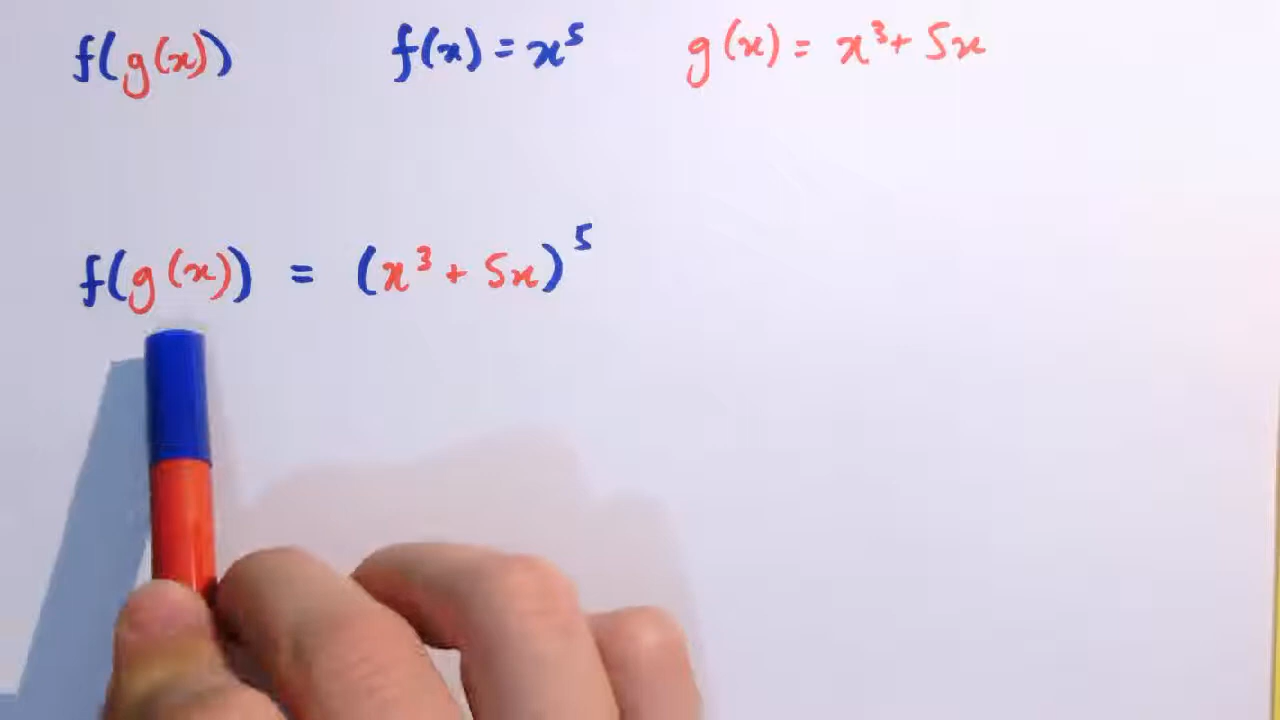 f(g(x)) f(x) = x⁵ g(x) = x³ + 5x
f(g(x)) = (x³ + 5x)⁵